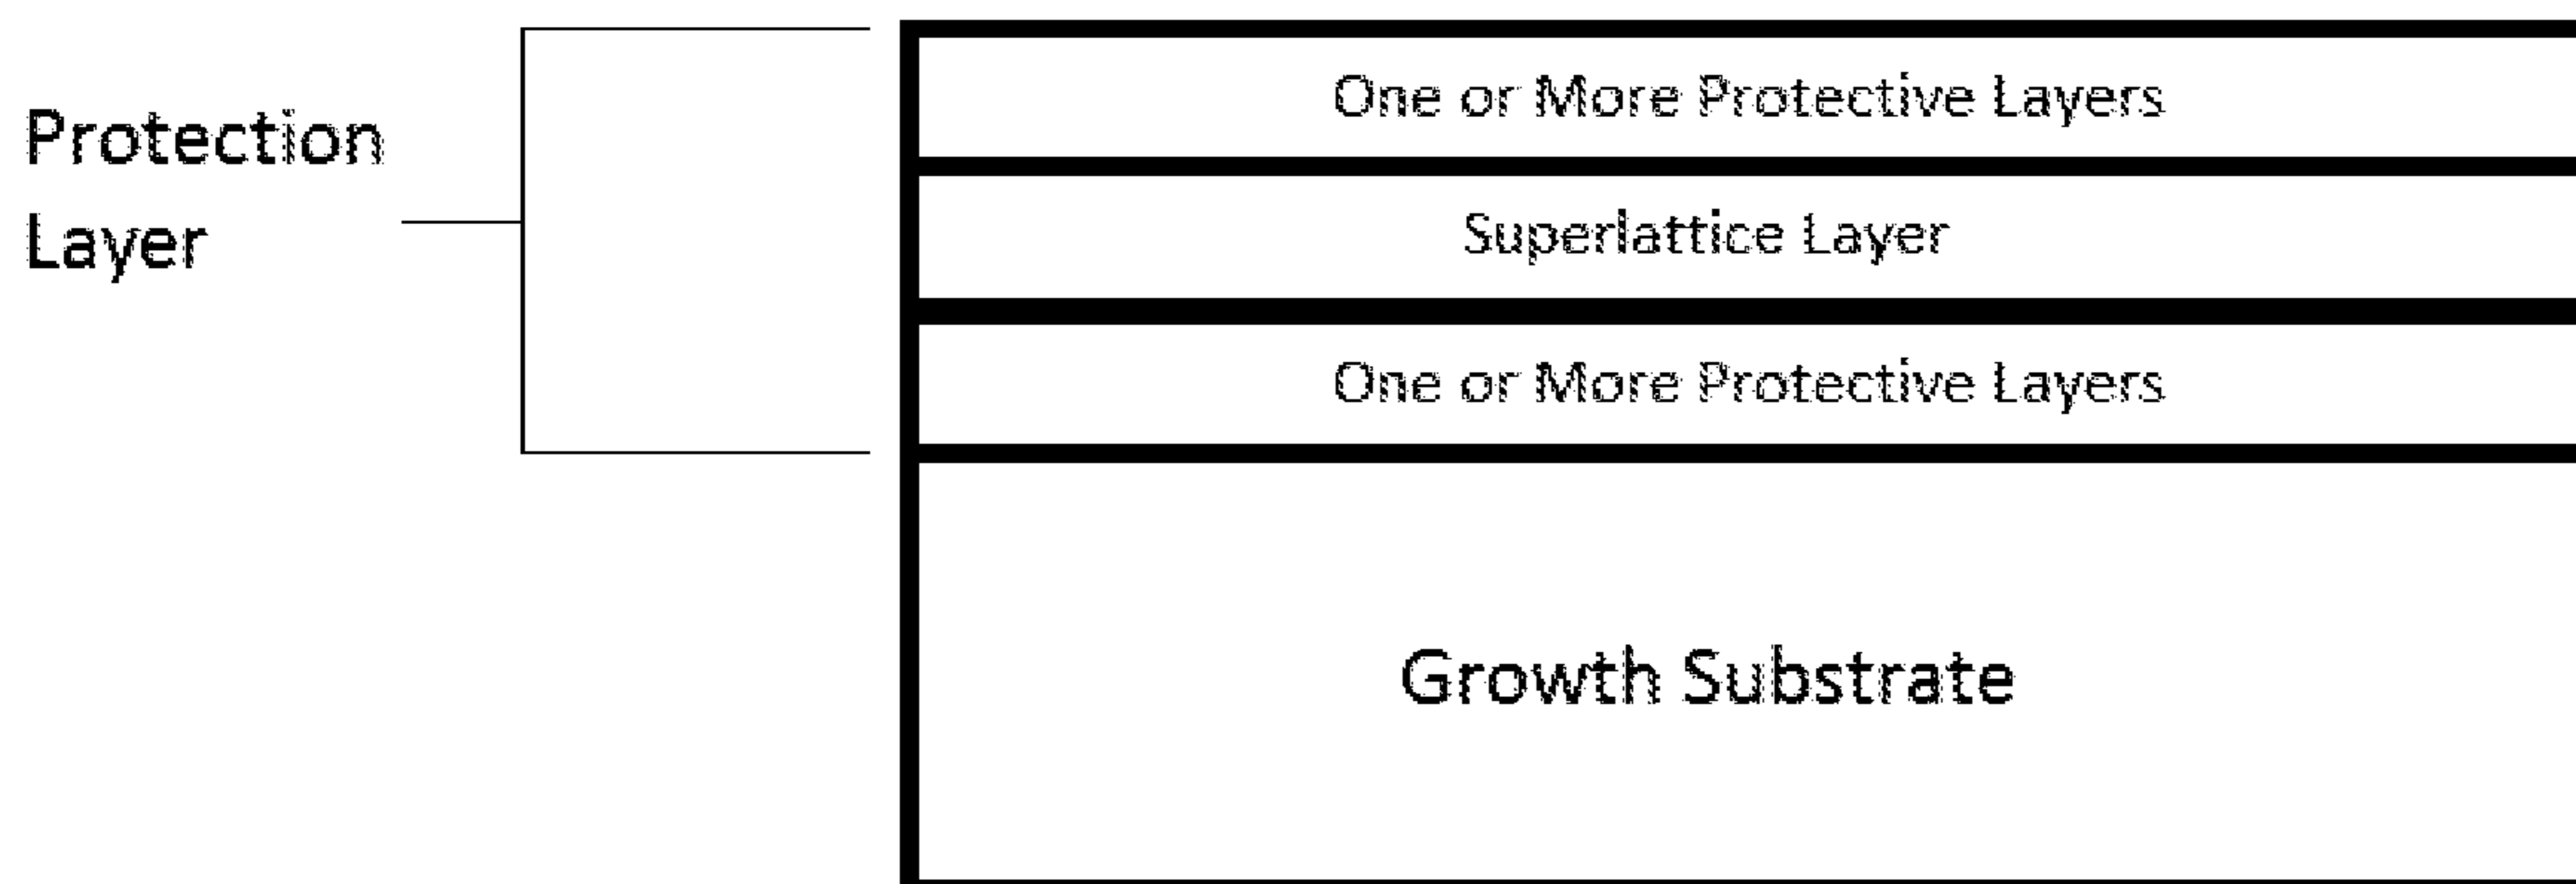 Protection
Layer
One or More Protective Layers
Superlattice Layer
One or More Protective Layers
Growth Substrate